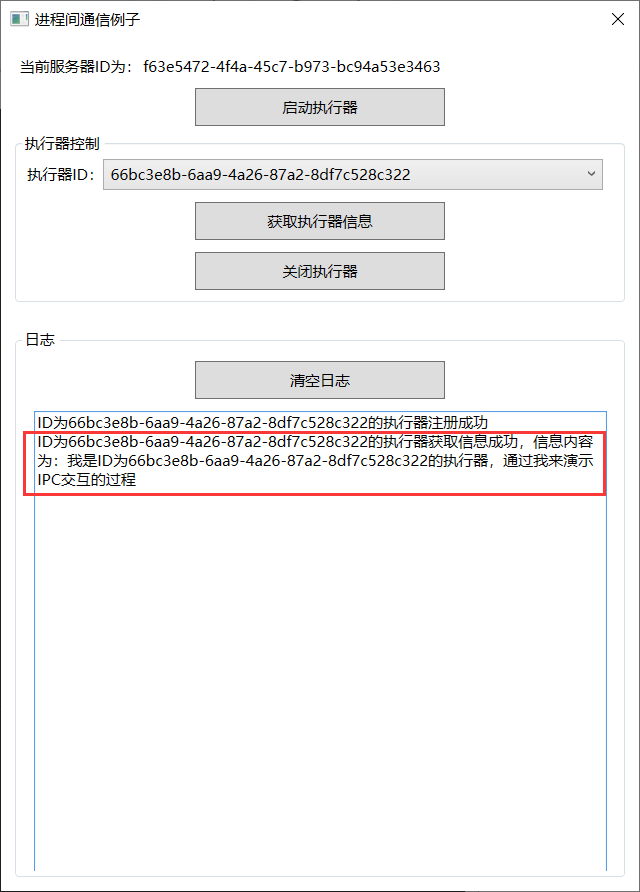 进程间通信例子
当前服务器ID为： f63e5472-4f4a-45c7-b973-bc94a53e3463
启动执行器
执行器控制
执行器ID： 66bc3e8b-6aa9-4a26-87a2-8df7c528c322
获取执行器信息
关闭执行器
日志
清空日志
ID为66bc3e8b-6aa9-4a26-87a2-8df7c528c322的执行器注册成功
ID为66bc3e8b-6aa9-4a26-87a2-8df7c528c322的执行器获取信息成功，信息内容
为：我是ID为66bc3e8b-6aa9-4a26-87a2-8df7c528c322的执行器，通过我来演示
IPC交互的过程